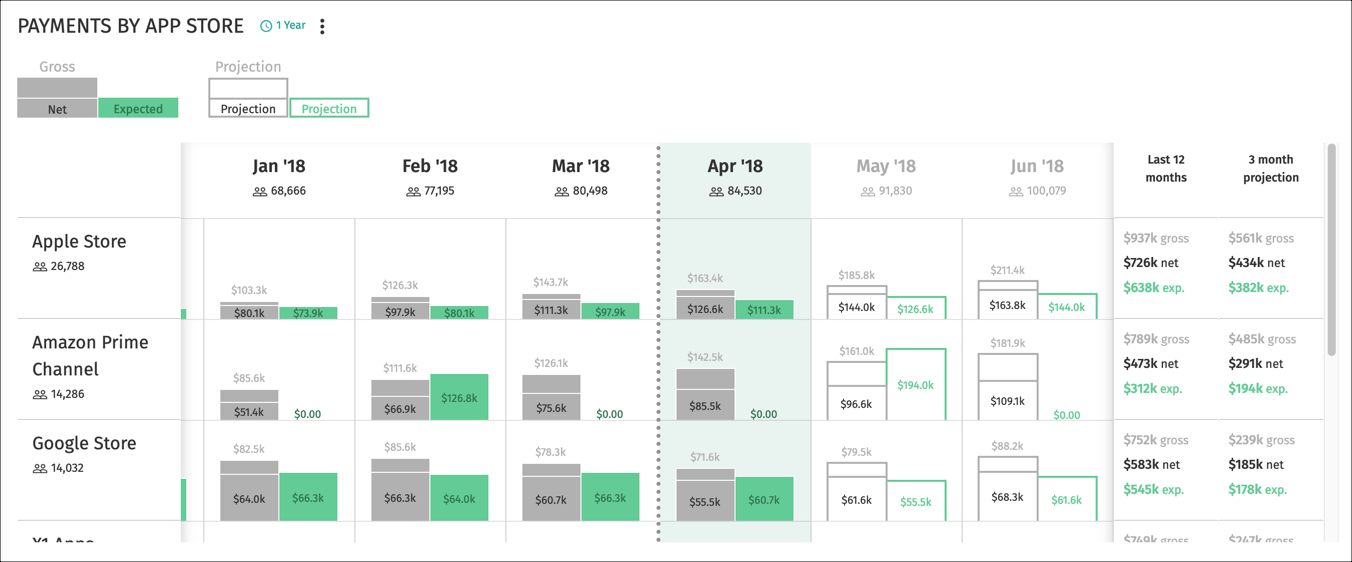 PAYMENTS BY APP STORE 1 Year
Gross Projection
Net Expected Projection Projection
Jan '18 Feb '18 Mar '18 Apr '18 May '18 Jun '18 Last 12 months 3 month projection
68,666 77,195 80,498 84,530 91,830 100,079
Apple Store
26,788
$103.3k $126.3k $143.7k $163.4k $185.8k $211.4k
$80.1k $73.9k $97.9k $80.1k $111.3k $97.9k $126.6k $111.3k $144.0k $126.6k $163.8k $144.0k
$937k gross $561k gross
$726k net $434k net
$638k exp. $382k exp.
Amazon Prime
Channel
14,286
$85.6k $111.6k $126.1k $142.5k $161.0k $181.9k
$51.4k $0.00 $66.9k $126.8k $75.6k $0.00 $85.5k $0.00 $96.6k $194.0k $109.1k $0.00
$789k gross $485k gross
$473k net $291k net
$312k exp. $194k exp.
Google Store
14,032
$82.5k $85.6k $78.3k $71.6k $79.5k $88.2k
$64.0k $66.3k $66.3k $64.0k $60.7k $66.3k $55.5k $60.7k $61.6k $55.5k $68.3k $61.6k
$752k gross $239k gross
$583k net $185k net
$545k exp. $178k exp.
$749k gross $247k gross